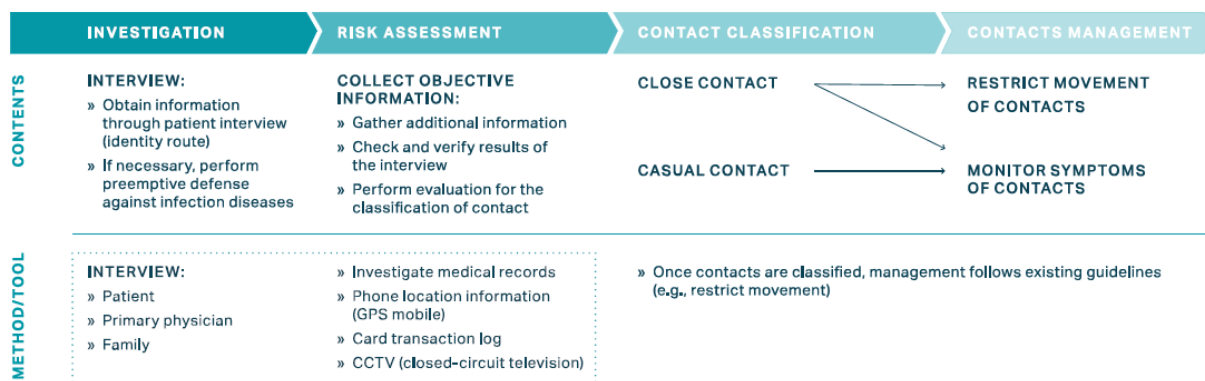 INVESTIGATION
RISK ASSESSMENT
CONTACT CLASSIFICATION
CONTACTS MANAGEMENT
CONTENTS
INTERVIEW:
» Obtain information
through patient interview
(identity route)
» If necessary, perform
preemptive defense
against infection diseases
COLLECT OBJECTIVE
INFORMATION:
» Gather additional information
» Check and verify results of
the interview
» Perform evaluation for the
classification of contact
CLOSE CONTACT
CASUAL CONTACT
RESTRICT MOVEMENT
OF CONTACTS
MONITOR SYMPTOMS
OF CONTACTS
METHOD/TOOL
INTERVIEW:
» Patient
» Primary physician
» Family
» Investigate medical records
» Phone location information
(GPS mobile)
» Card transaction log
» CCTV (closed-circuit television)
» Once contacts are classified, management follows existing guidelines
(e.g., restrict movement)